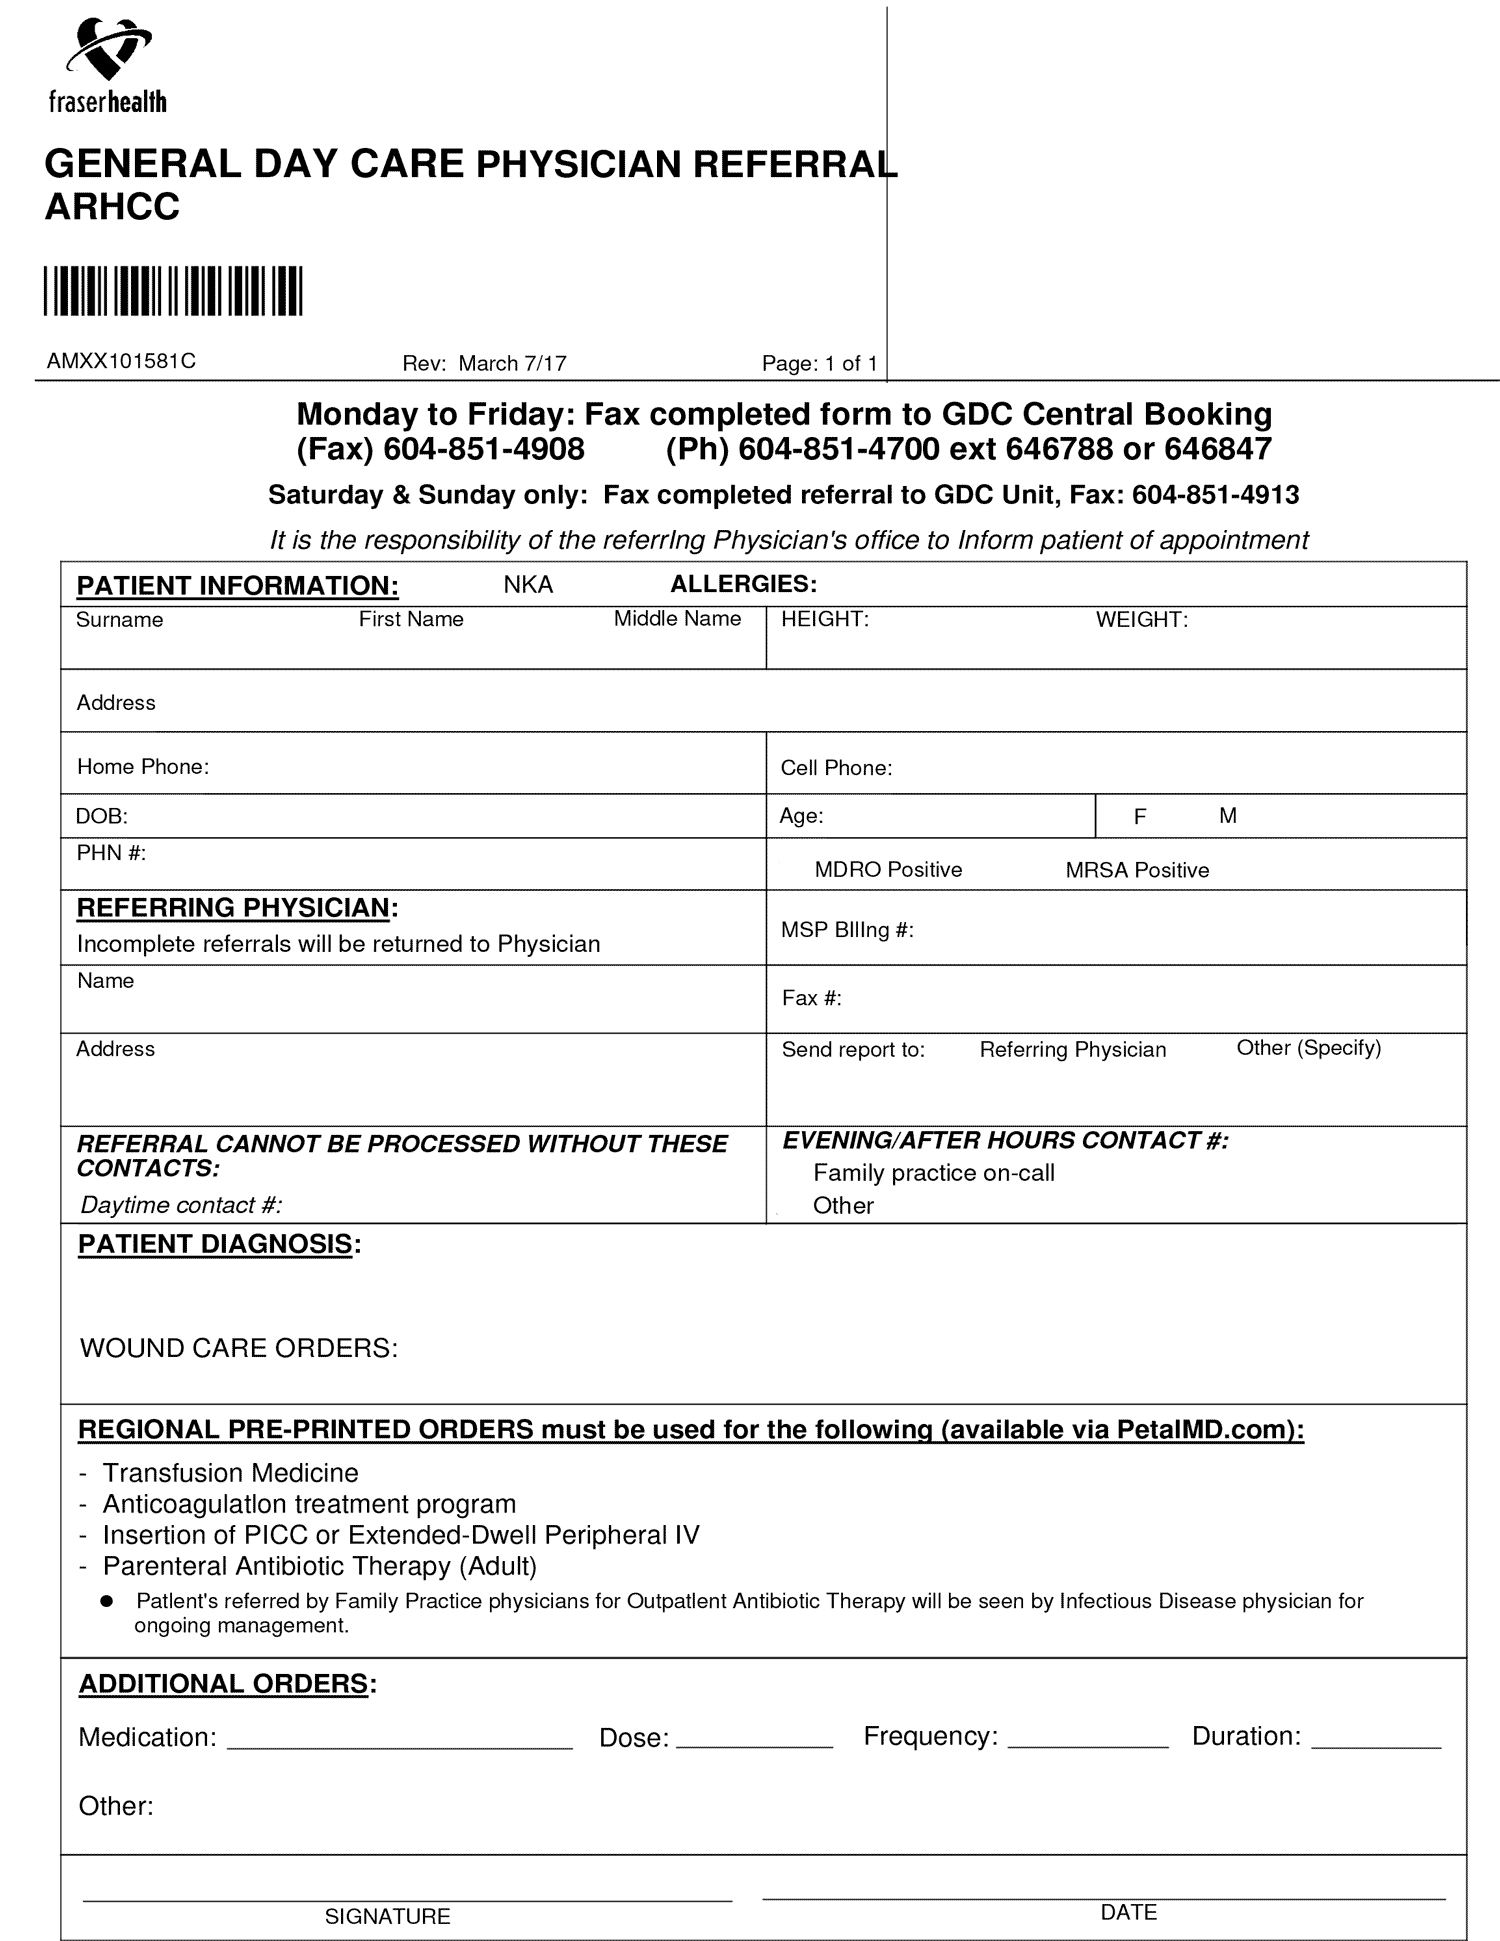 fraserhealth
GENERAL DAY CARE PHYSICIAN REFERRAL
ARHCC
AMXX101581C Rev: March 7/17 Page: 1 of 1
Monday to Friday: Fax completed form to GDC Central Booking
(Fax) 604-851-4908 (Ph) 604-851-4700 ext 646788 or 646847
Saturday & Sunday only: Fax completed referral to GDC Unit, Fax: 604-851-4913
It is the responsibility of the referrIng Physician's office to Inform patient of appointment
PATIENT INFORMATION: NKA ALLERGIES:
Surname First Name Middle Name HEIGHT: WEIGHT:
Address
Home Phone: Cell Phone:
DOB: Age: F M
PHN #:
MDRO Positive MRSA Positive
REFERRING PHYSICIAN:
Incomplete referrals will be returned to Physician
MSP BIlIng #:
Name
Fax #:
Address
Send report to: Referring Physician Other (Specify)
REFERRAL CANNOT BE PROCESSED WITHOUT THESE
CONTACTS:
Daytime contact #:
EVENING/AFTER HOURS CONTACT #:
Family practice on-call
Other
PATIENT DIAGNOSIS:
WOUND CARE ORDERS:
REGIONAL PRE-PRINTED ORDERS must be used for the following (available via PetalMD.com):
- Transfusion Medicine
- AnticoagulatIon treatment program
- Insertion of PICC or Extended-Dwell Peripheral IV
- Parenteral Antibiotic Therapy (Adult)
● PatIent's referred by Family Practice physicians for OutpatIent Antibiotic Therapy will be seen by Infectious Disease physician for
ongoing management.
ADDITIONAL ORDERS:
Medication: Dose: Frequency: Duration:
Other:
SIGNATURE DATE